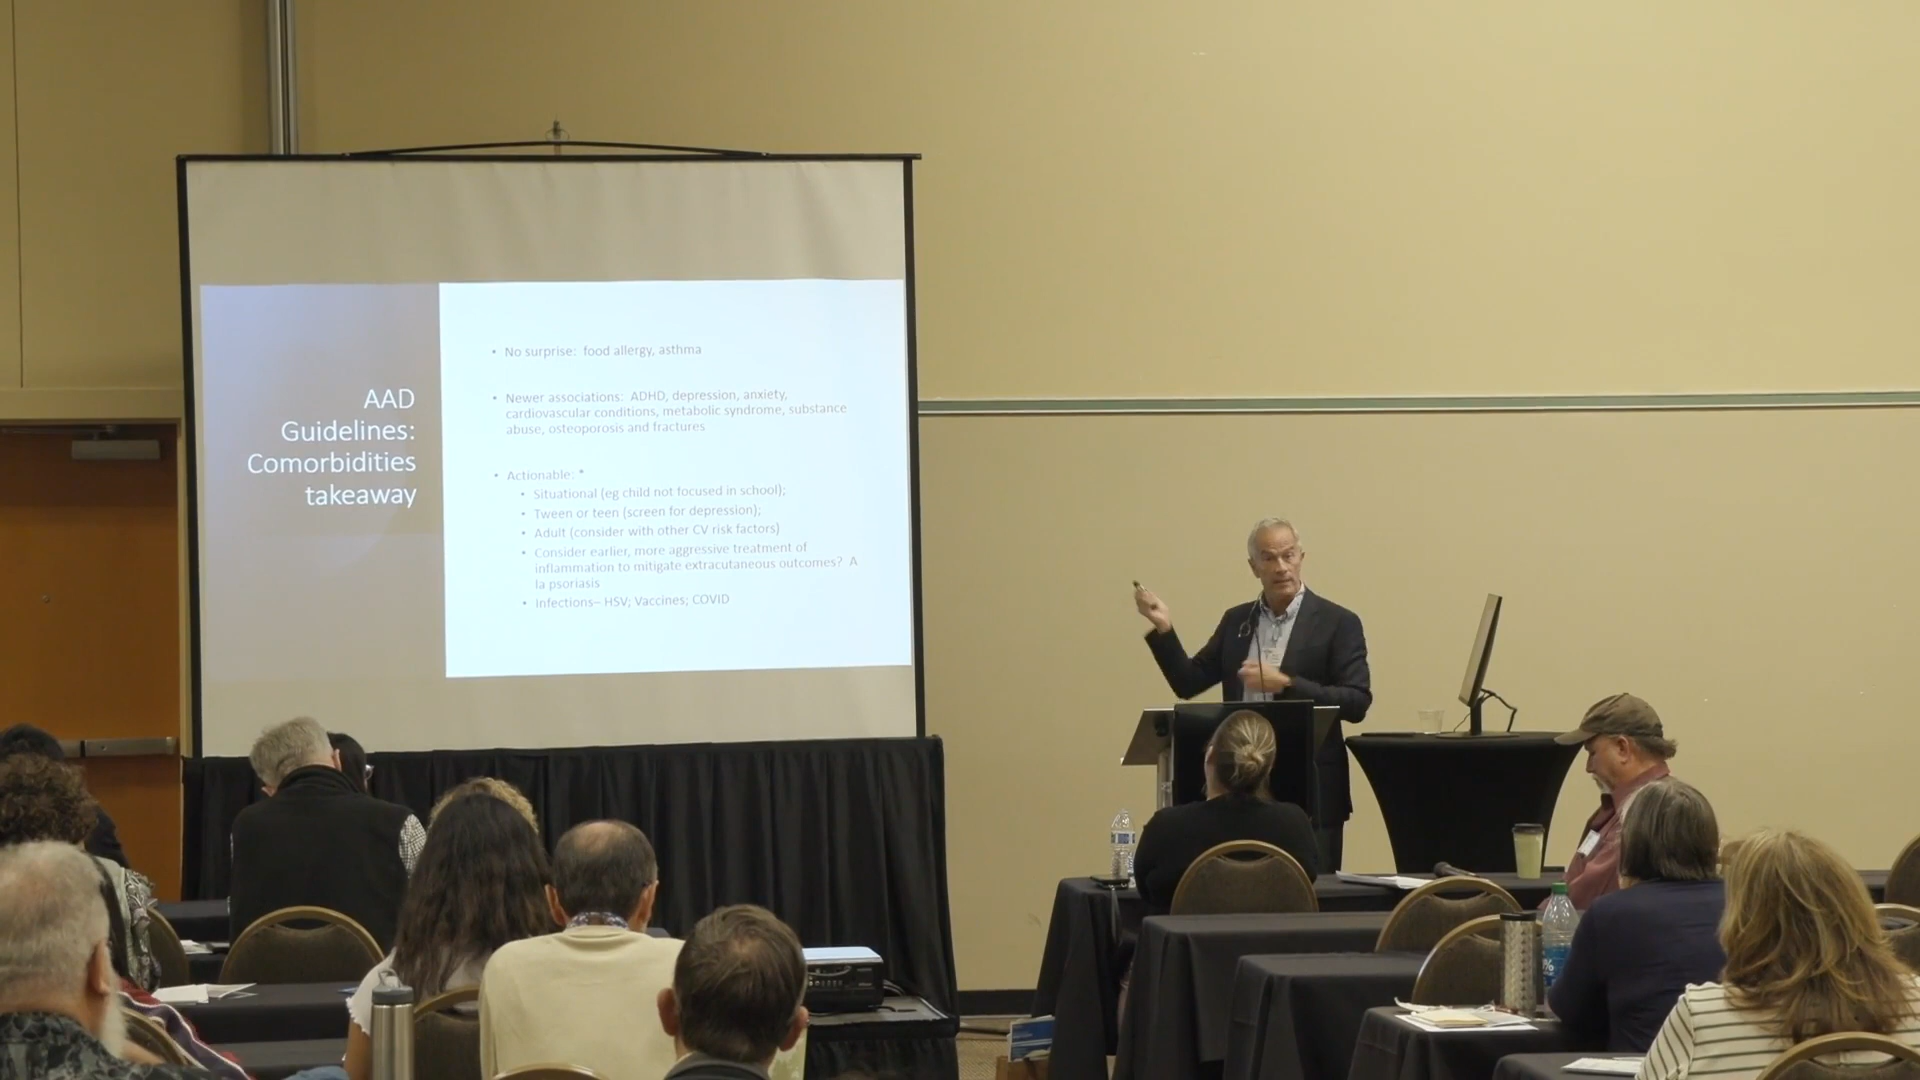 AAD
Guidelines:
Comorbidities
takeaway
• No surprise: food allergy, asthma
• Newer associations: ADHD, depression, anxiety,
cardiovascular conditions, metabolic syndrome, substance
abuse, osteoporosis and fractures
• Actionable: *
• Situational (eg child not focused in school);
• Tween or teen (screen for depression);
• Adult (consider with other CV risk factors)
• Consider earlier, more aggressive treatment of
inflammation to mitigate extracutaneous outcomes? A
la psoriasis
• Infections– HSV; Vaccines; COVID